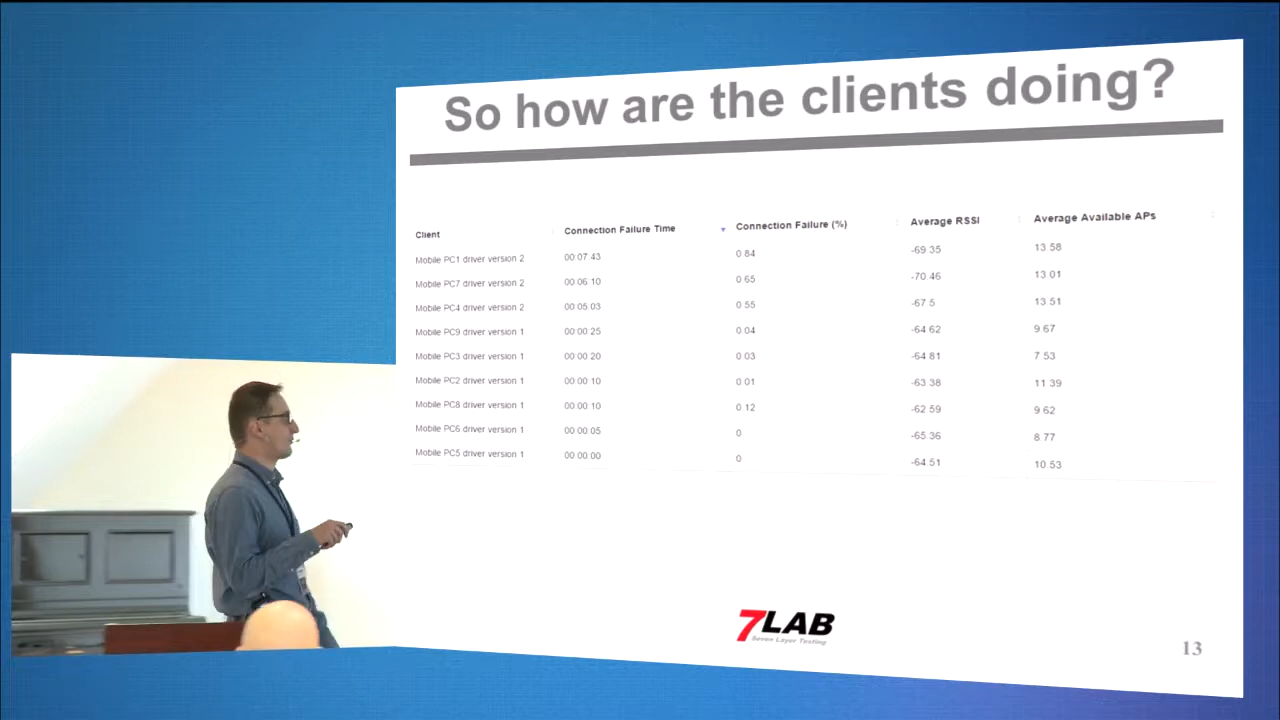 So how are the clients doing?
Client Connection Failure Time Connection Failure (%) Average RSSI Average Available APs
Mobile PC1 driver version 2 00:07:43 0.84 -69.35 13.58
Mobile PC7 driver version 2 00:06:10 0.65 -70.46 13.01
Mobile PC4 driver version 2 00:05:03 0.55 -67.5 13.51
Mobile PC9 driver version 1 00:00:25 0.04 -64.62 9.67
Mobile PC3 driver version 1 00:00:20 0.03 -64.81 7.53
Mobile PC2 driver version 1 00:00:10 0.01 -63.38 11.39
Mobile PC8 driver version 1 00:00:10 0.12 -62.59 9.62
Mobile PC6 driver version 1 00:00:05 0 -65.36 8.77
Mobile PC5 driver version 1 00:00:00 0 -64.51 10.53
7LAB
Seven Layer Testing
13